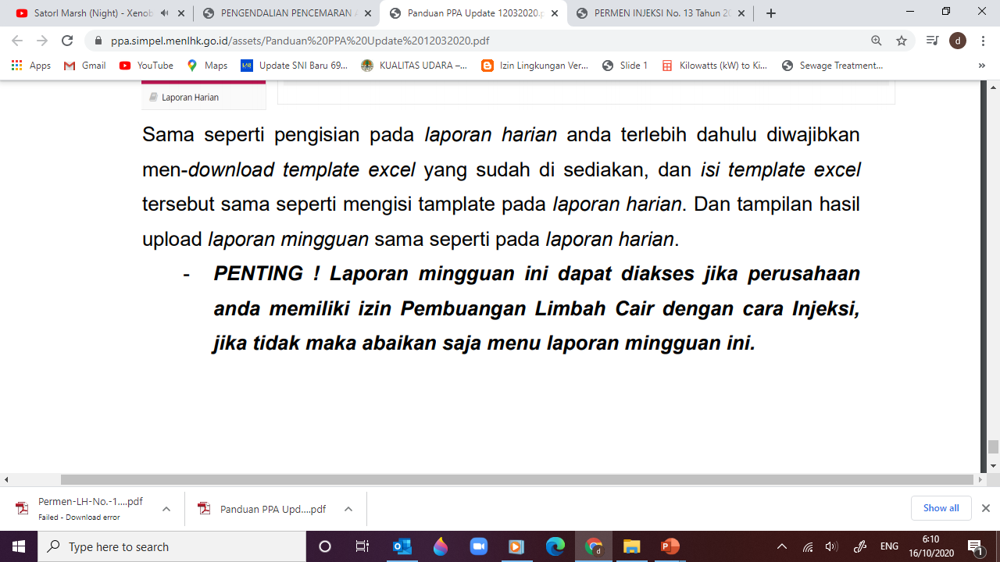 Satorl Marsh (Night) - Xenob
PENGENDALIAN PENCEMARAN A
Panduan PPA Update 12032020.p
PERMEN INJEKSI No. 13 Tahun 20
ppa.simpel.menlhk.go.id/assets/Panduan%20PPA%20Update%2012032020.pdf
d
Apps
Gmail
YouTube
Maps
Update SNI Baru 69...
KUALITAS UDARA –...
Izin Lingkungan Ver...
Slide 1
Kilowatts (kW) to Ki...
Sewage Treatment...
»
Laporan Harian
Sama seperti pengisian pada laporan harian anda terlebih dahulu diwajibkan
men-download template excel yang sudah di sediakan, dan isi template excel
tersebut sama seperti mengisi tamplate pada laporan harian. Dan tampilan hasil
upload laporan mingguan sama seperti pada laporan harian.
- PENTING ! Laporan mingguan ini dapat diakses jika perusahaan
anda memiliki izin Pembuangan Limbah Cair dengan cara Injeksi,
jika tidak maka abaikan saja menu laporan mingguan ini.
Permen-LH-No.-1....pdf
Failed - Download error
Panduan PPA Upd....pdf
Show all
Type here to search
ENG
6:10
16/10/2020
1